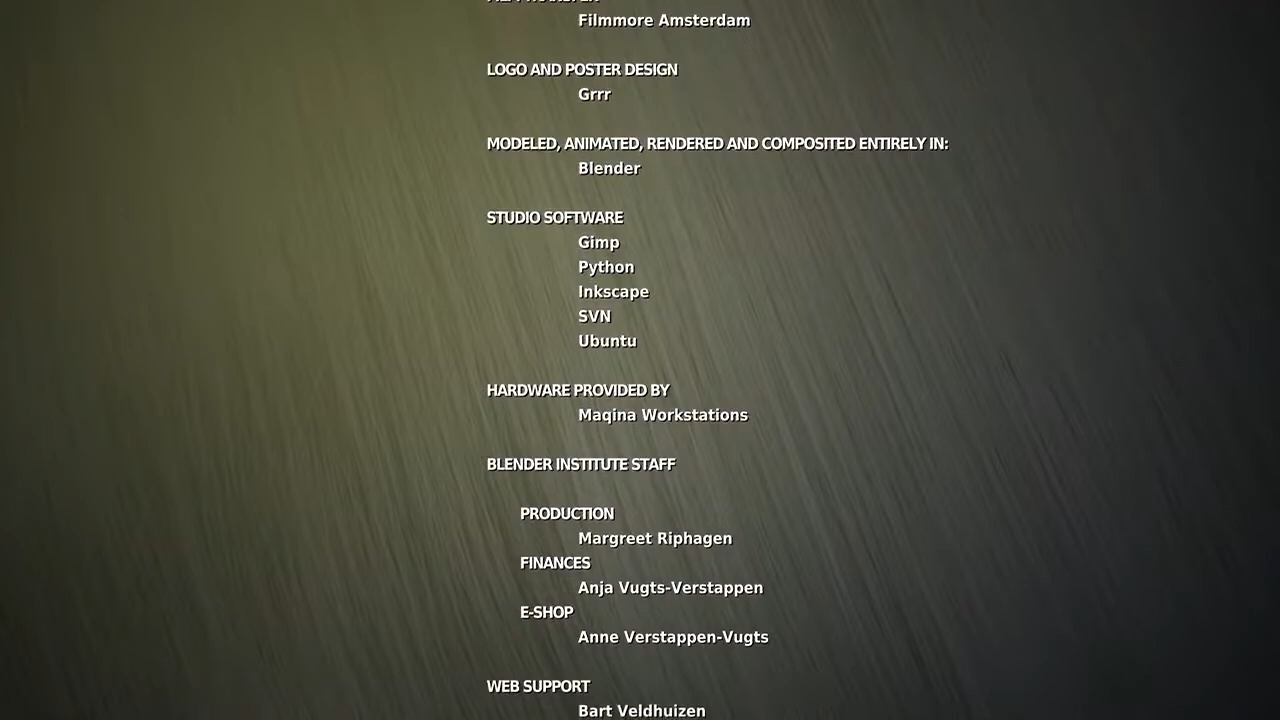 Filmmore Amsterdam
LOGO AND POSTER DESIGN
Grrr
MODELED, ANIMATED, RENDERED AND COMPOSITED ENTIRELY IN:
Blender
STUDIO SOFTWARE
Gimp
Python
Inkscape
SVN
Ubuntu
HARDWARE PROVIDED BY
Maqina Workstations
BLENDER INSTITUTE STAFF
PRODUCTION
Margreet Riphagen
FINANCES
Anja Vugts-Verstappen
E-SHOP
Anne Verstappen-Vugts
WEB SUPPORT
Bart Veldhuizen